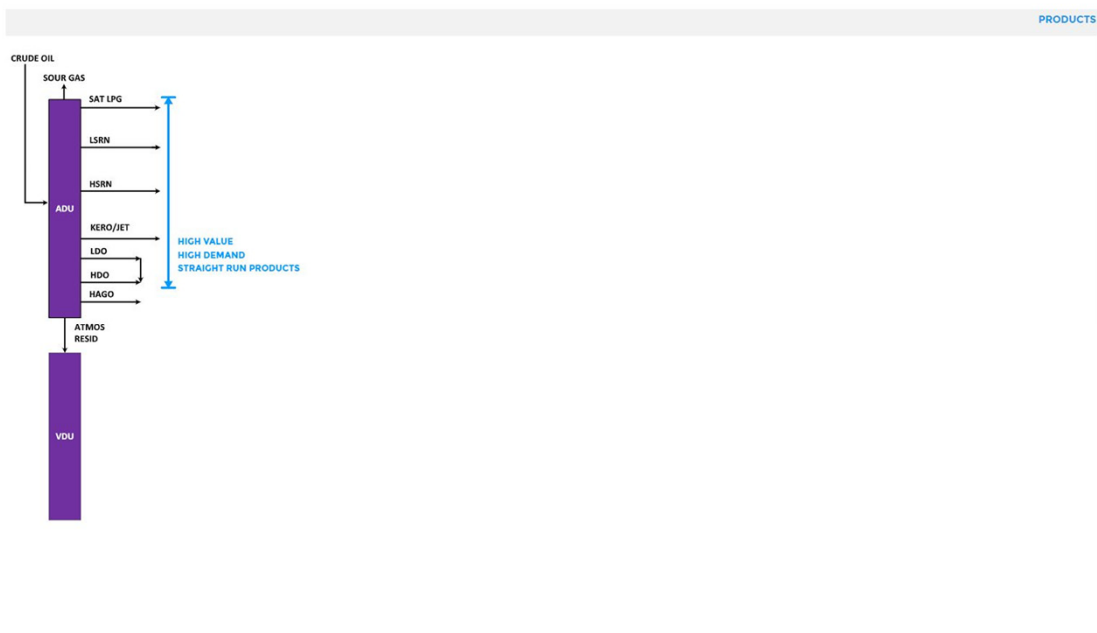 PRODUCTS
CRUDE OIL
SOUR GAS
SAT LPG
LSRN
HSRN
ADU
KERO/JET
HIGH VALUE
HIGH DEMAND
STRAIGHT RUN PRODUCTS
LDO
HDO
HAGO
ATMOS
RESID
VDU